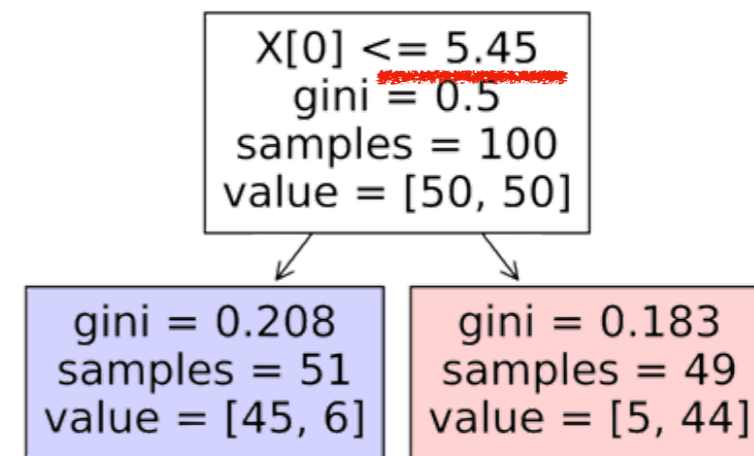 X[0] <= 5.45
gini = 0.5
samples = 100
value = [50, 50]
gini = 0.208
samples = 51
value = [45, 6]
gini = 0.183
samples = 49
value = [5, 44]